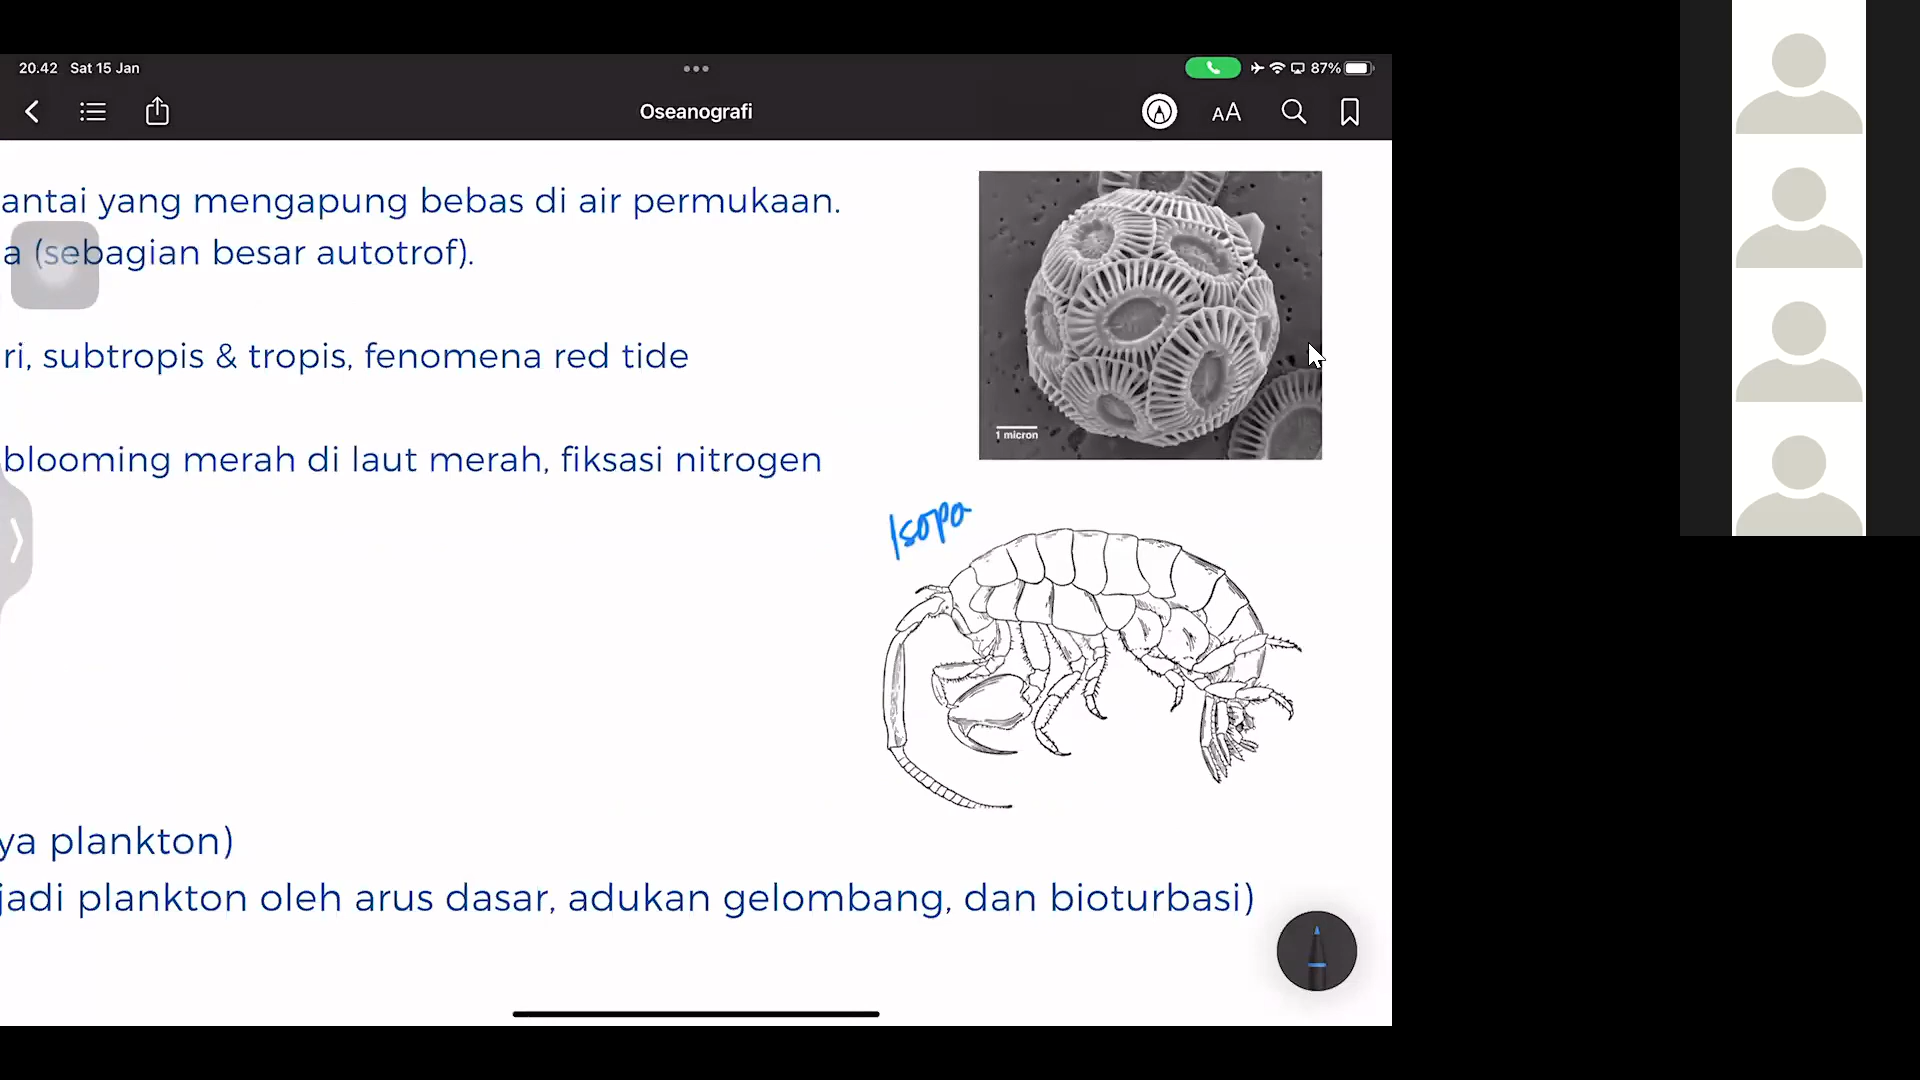 20.42 Sat 15 Jan
87%
Oseanografi
AA
antai yang mengapung bebas di air permukaan.
a (sebagian besar autotrof).
ri, subtropis & tropis, fenomena red tide
blooming merah di laut merah, fiksasi nitrogen
1 micron
Isopo
ya plankton)
jadi plankton oleh arus dasar, adukan gelombang, dan bioturbasi)